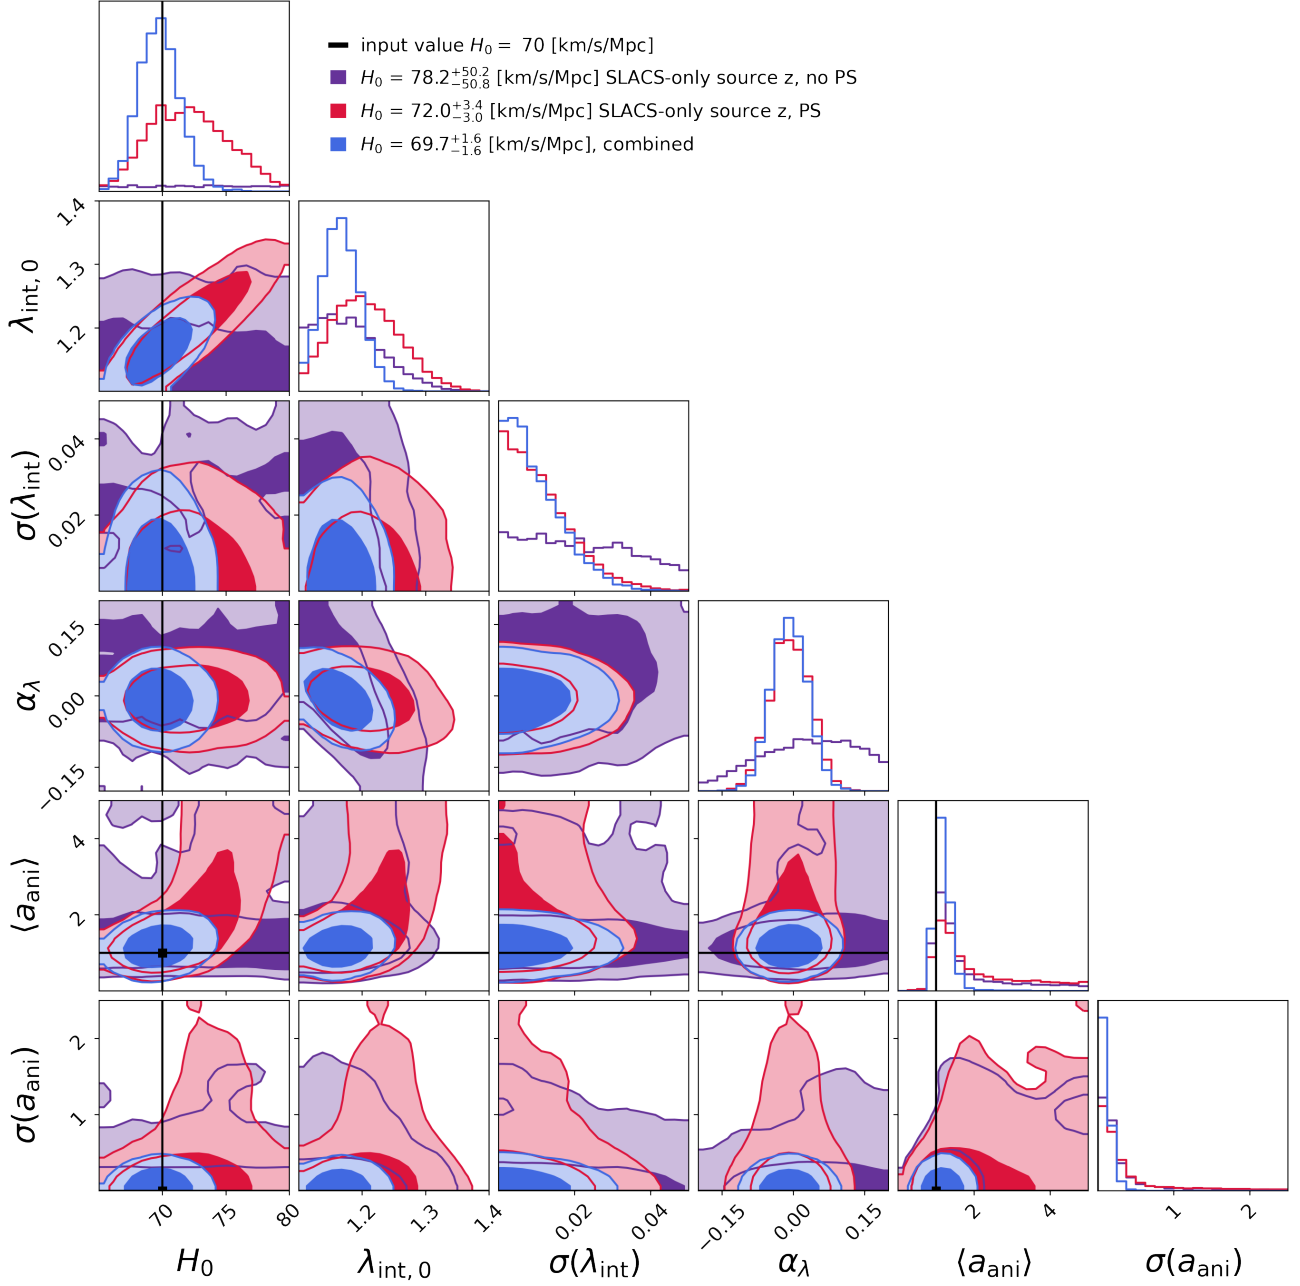 input value H₀ = 70 [km/s/Mpc]
H₀ = 78.2⁺⁵⁰·²₋₅₀.₈ [km/s/Mpc] SLACS-only source z, no PS
H₀ = 72.0⁺³·⁴₋₃.₀ [km/s/Mpc] SLACS-only source z, PS
H₀ = 69.7⁺¹·⁶₋₁.₆ [km/s/Mpc], combined
1.4
1.3
1.2
λint, 0
0.04
0.02
σ(λint)
0.15
0.00
−0.15
αλ
4
2
⟨aani⟩
2
1
σ(aani)
70 75 80 1.2 1.3 1.4 0.02 0.04 −0.15 0.00 0.15 2 4 1 2
H₀ λint, 0 σ(λint) αλ ⟨aani⟩ σ(aani)